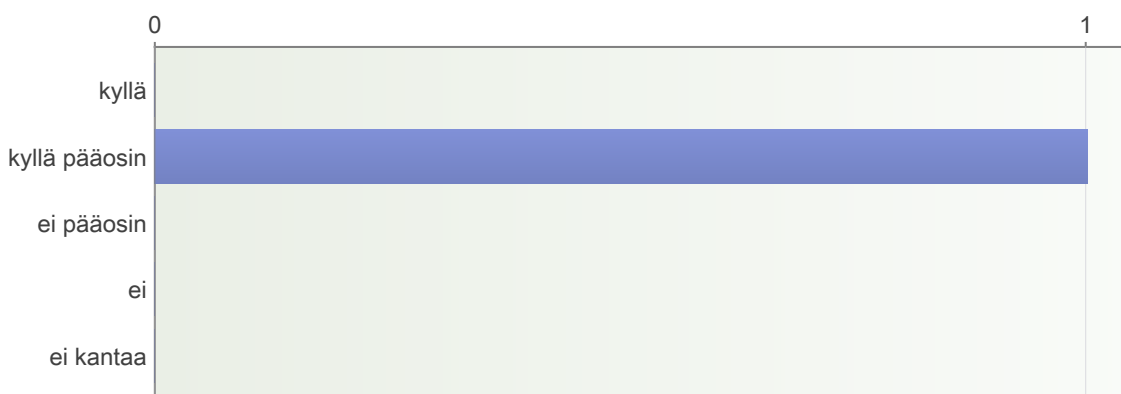 0 1
kyllä
kyllä pääosin
ei pääosin
ei
ei kantaa